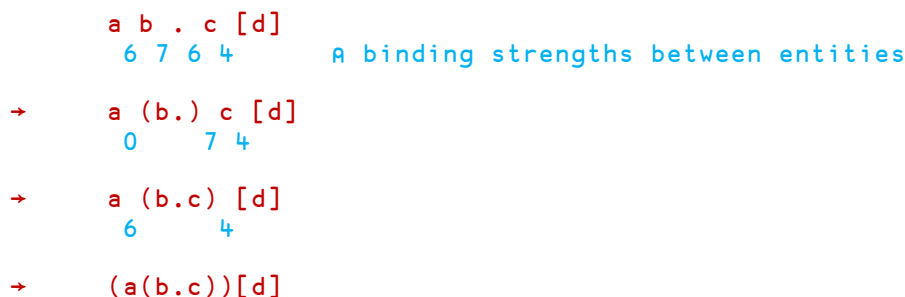 a b . c [d]
6 7 6 4 A binding strengths between entities
→ a (b.) c [d]
0 7 4
→ a (b.c) [d]
6 4
→ (a(b.c))[d]